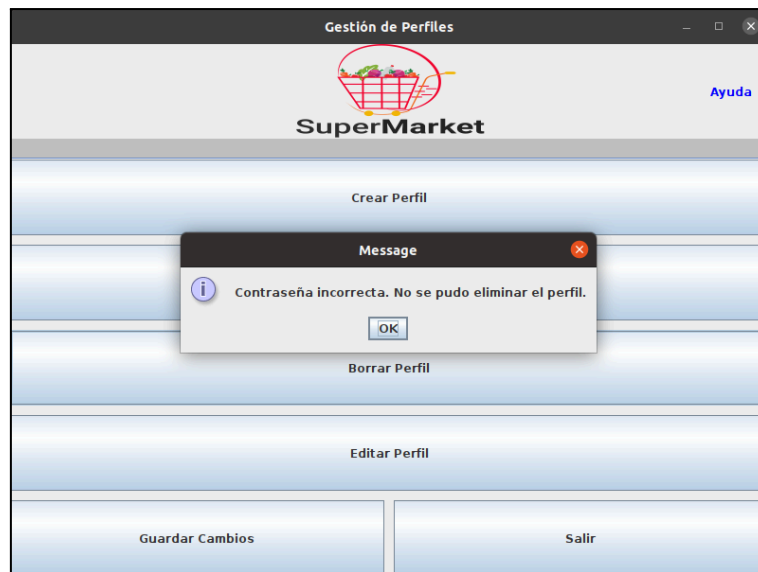 Gestión de Perfiles
Ayuda
SuperMarket
Crear Perfil
Message
Contraseña incorrecta. No se pudo eliminar el perfil.
OK
Borrar Perfil
Editar Perfil
Guardar Cambios
Salir